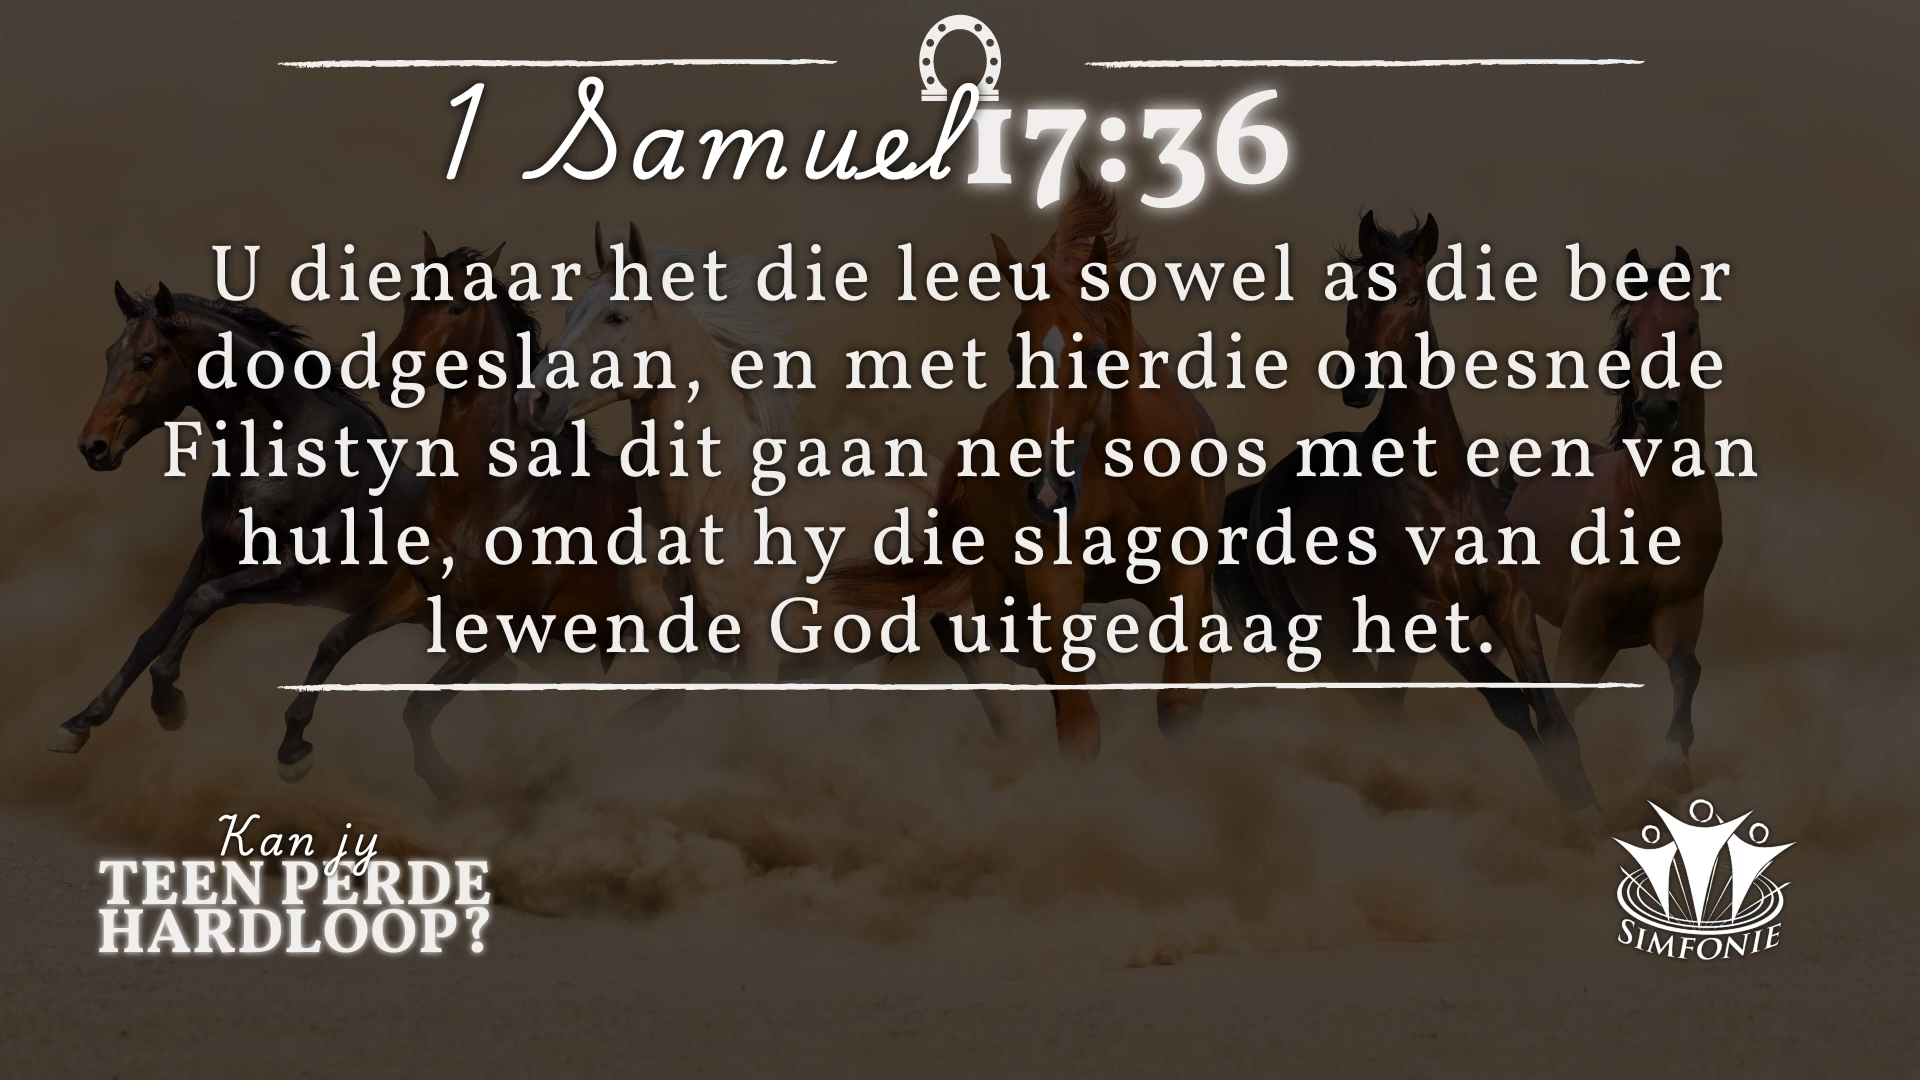 1 Samuel 17:36
U dienaar het die leeu sowel as die beer
doodgeslaan, en met hierdie onbesnede
Filistyn sal dit gaan net soos met een van
hulle, omdat hy die slagordes van die
lewende God uitgedaag het.
Kan jy
TEEN PERDE
HARDLOOP?
SIMFONIE